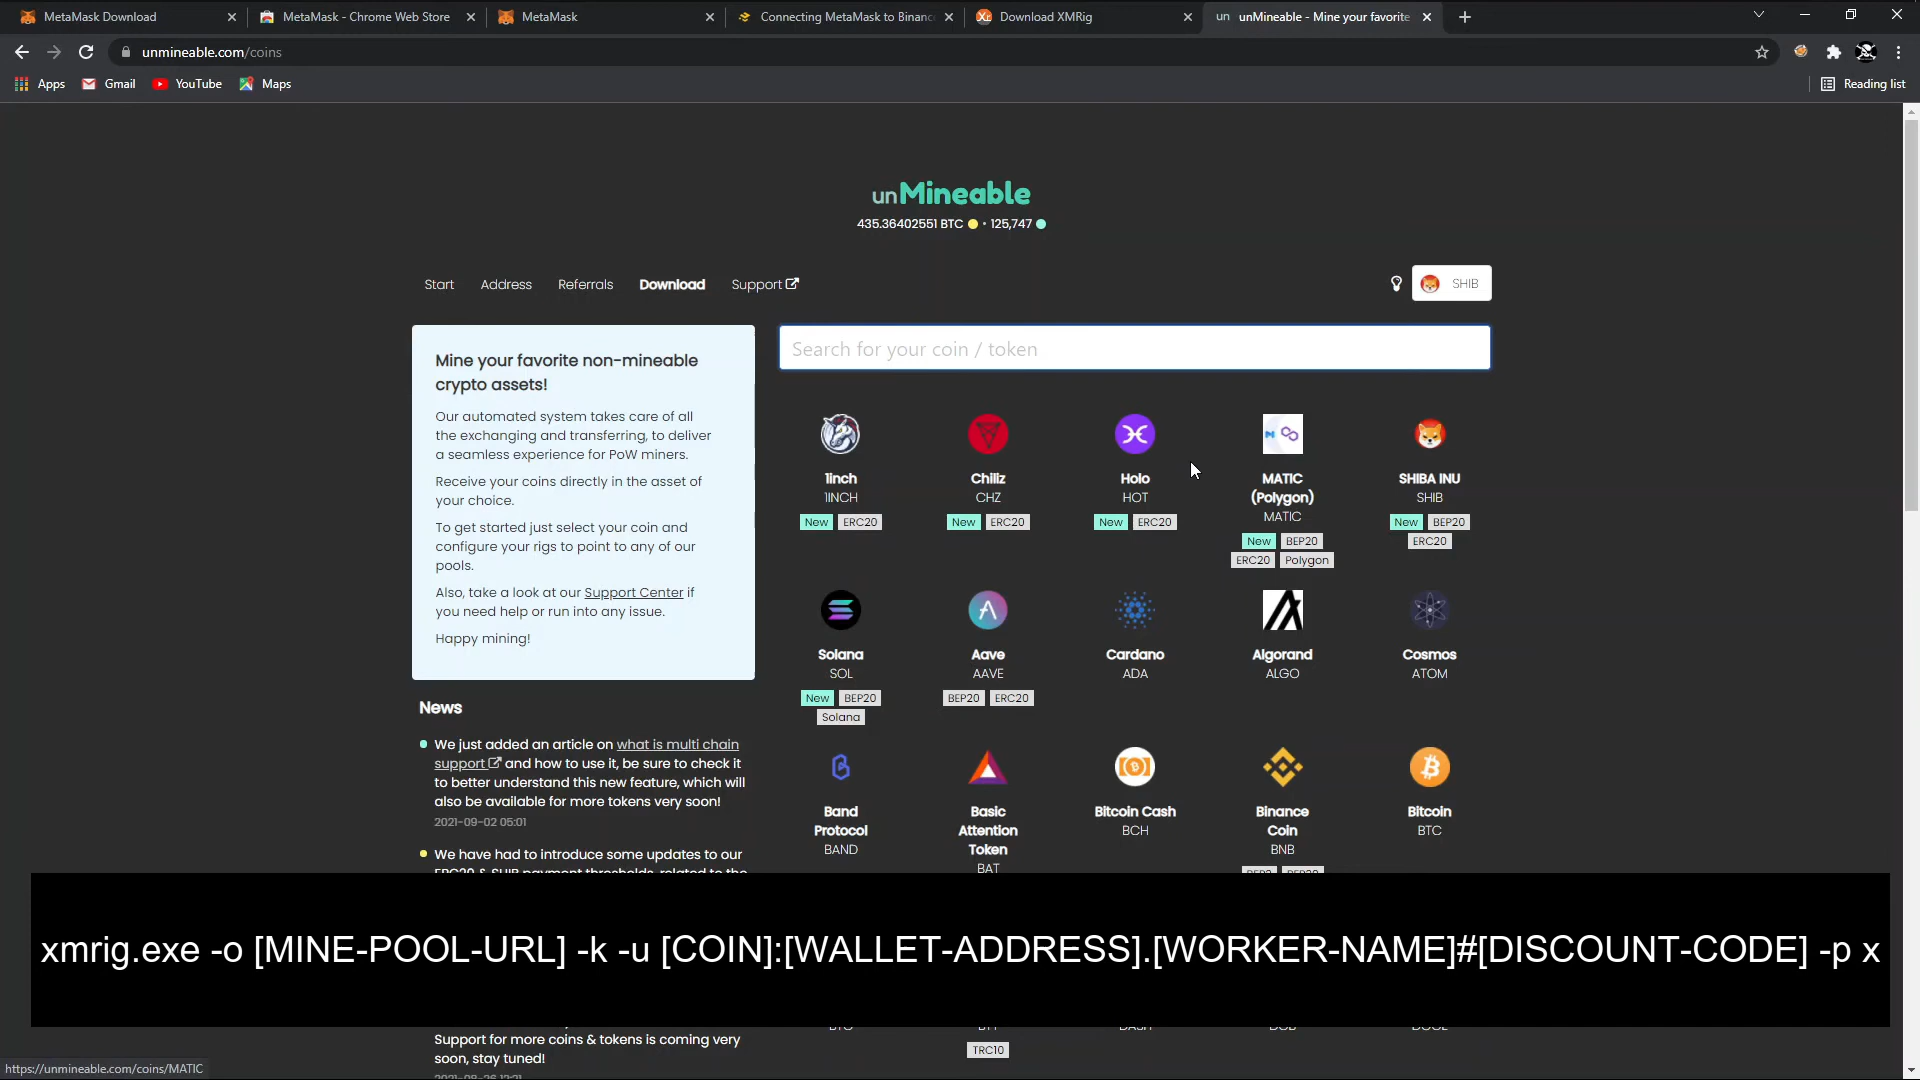 MetaMask Download
MetaMask - Chrome Web Store
MetaMask
Connecting MetaMask to Binanc
Download XMRig
un unMineable - Mine your favorite
unmineable.com/coins
Apps
Gmail
YouTube
Maps
Reading list
unMineable
435.36402551 BTC • 125,747
Start
Address
Referrals
Download
Support
SHIB
Mine your favorite non-mineable
crypto assets!
Our automated system takes care of all
the exchanging and transferring, to deliver
a seamless experience for PoW miners.
Receive your coins directly in the asset of
your choice.
To get started just select your coin and
configure your rigs to point to any of our
pools.
Also, take a look at our Support Center if
you need help or run into any issue.
Happy mining!
News
We just added an article on what is multi chain
support and how to use it, be sure to check it
to better understand this new feature, which will
also be available for more tokens very soon!
2021-09-02 05:01
We have had to introduce some updates to our
ERC20 & SHIB payment thresholds, related to the
Search for your coin / token
1inch
1INCH
New ERC20
Chiliz
CHZ
New ERC20
Holo
HOT
New ERC20
MATIC
(Polygon)
MATIC
New BEP20
ERC20 Polygon
SHIBA INU
SHIB
New BEP20
ERC20
Solana
SOL
New BEP20
Solana
Aave
AAVE
BEP20 ERC20
Cardano
ADA
Algorand
ALGO
Cosmos
ATOM
Band
Protocol
BAND
Basic
Attention
Token
BAT
Bitcoin Cash
BCH
Binance
Coin
BNB
BEP2 BEP20
Bitcoin
BTC
xmrig.exe -o [MINE-POOL-URL] -k -u [COIN]:[WALLET-ADDRESS].[WORKER-NAME]#[DISCOUNT-CODE] -p x
TRC10
Support for more coins & tokens is coming very
soon, stay tuned!
https://unmineable.com/coins/MATIC